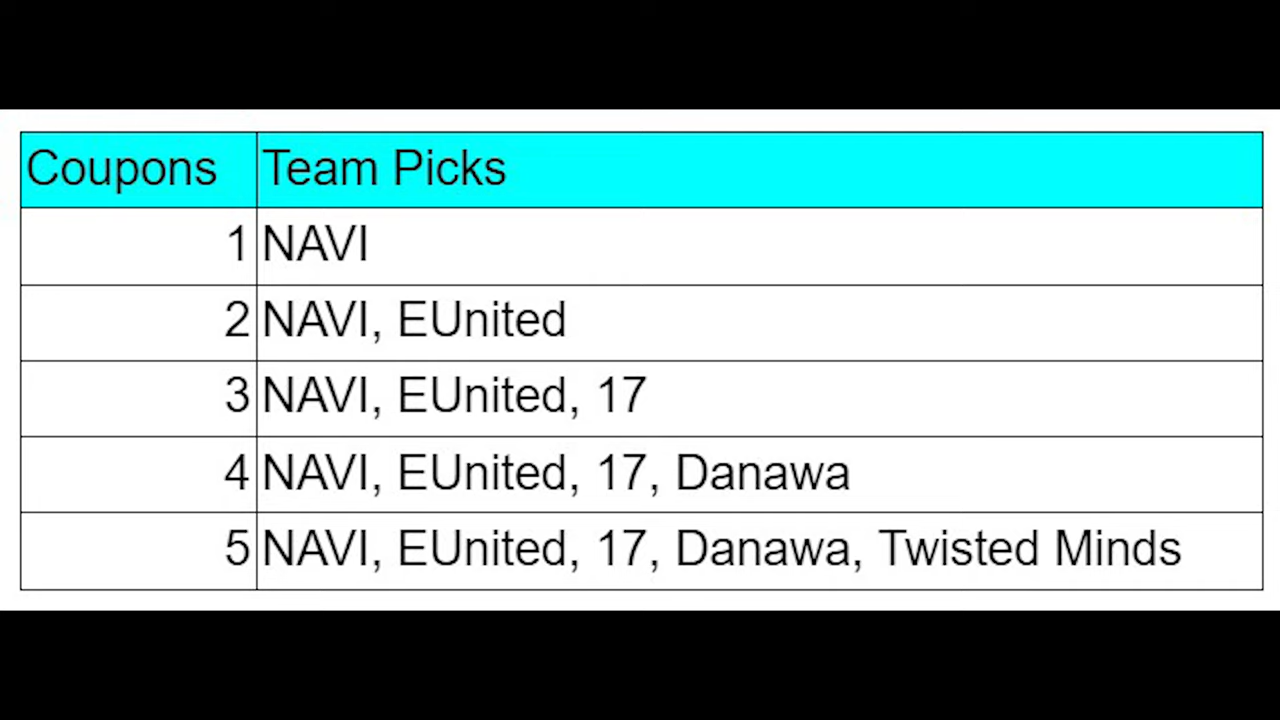 Coupons Team Picks
1 NAVI
2 NAVI, EUnited
3 NAVI, EUnited, 17
4 NAVI, EUnited, 17, Danawa
5 NAVI, EUnited, 17, Danawa, Twisted Minds